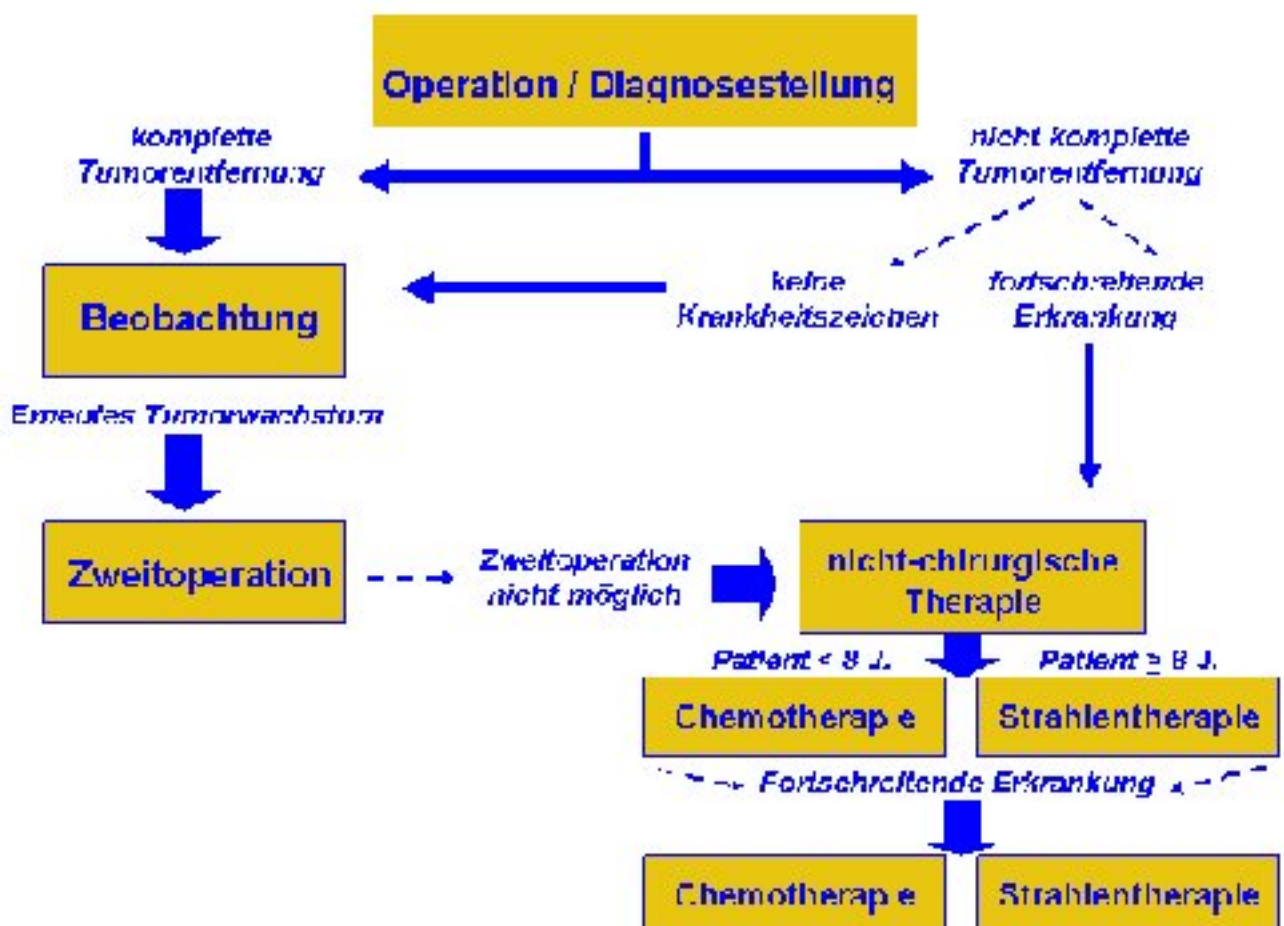 Operation / Diagnosestellung
komplette
Tumorentfernung
nicht komplette
Tumorentfernung
Beobachtung
keine
Krankheitszeichen
fortschreitende
Erkrankung
Erneutes Tumorwachstum
Zweitoperation
Zweitoperation
nicht möglich
nicht-chirurgische
Therapie
Patient < 8 J.
Patient ≥ 8 J.
Chemotherapie
Strahlentherapie
Fortschreitende Erkrankung
Chemotherapie
Strahlentherapie